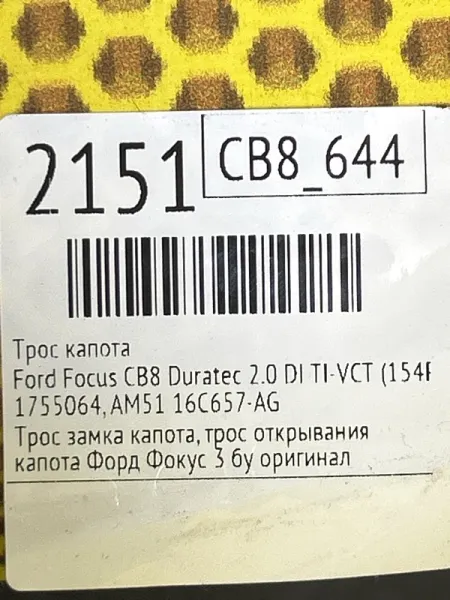 2151
CB8_644
Трос капота
Ford Focus CB8 Duratec 2.0 DI TI-VCT (154
1755064, AM51 16C657-AG
Трос замка капота, трос открывания
капота Форд Фокус 3 бу оригинал